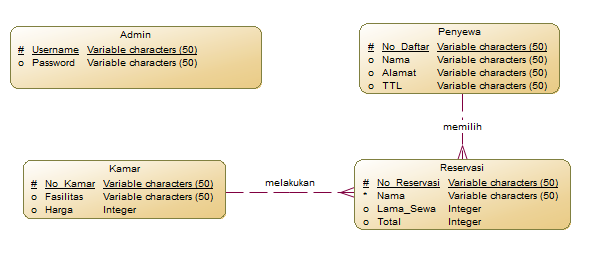 Admin
# Username Variable characters (50)
o Password Variable characters (50)
Penyewa
# No_Daftar Variable characters (50)
o Nama Variable characters (50)
o Alamat Variable characters (50)
o TTL Variable characters (50)
memilih
Kamar
# No_Kamar Variable characters (50)
o Fasilitas Variable characters (50)
o Harga Integer
melakukan
Reservasi
# No_Reservasi Variable characters (50)
* Nama Variable characters (50)
o Lama_Sewa Integer
o Total Integer